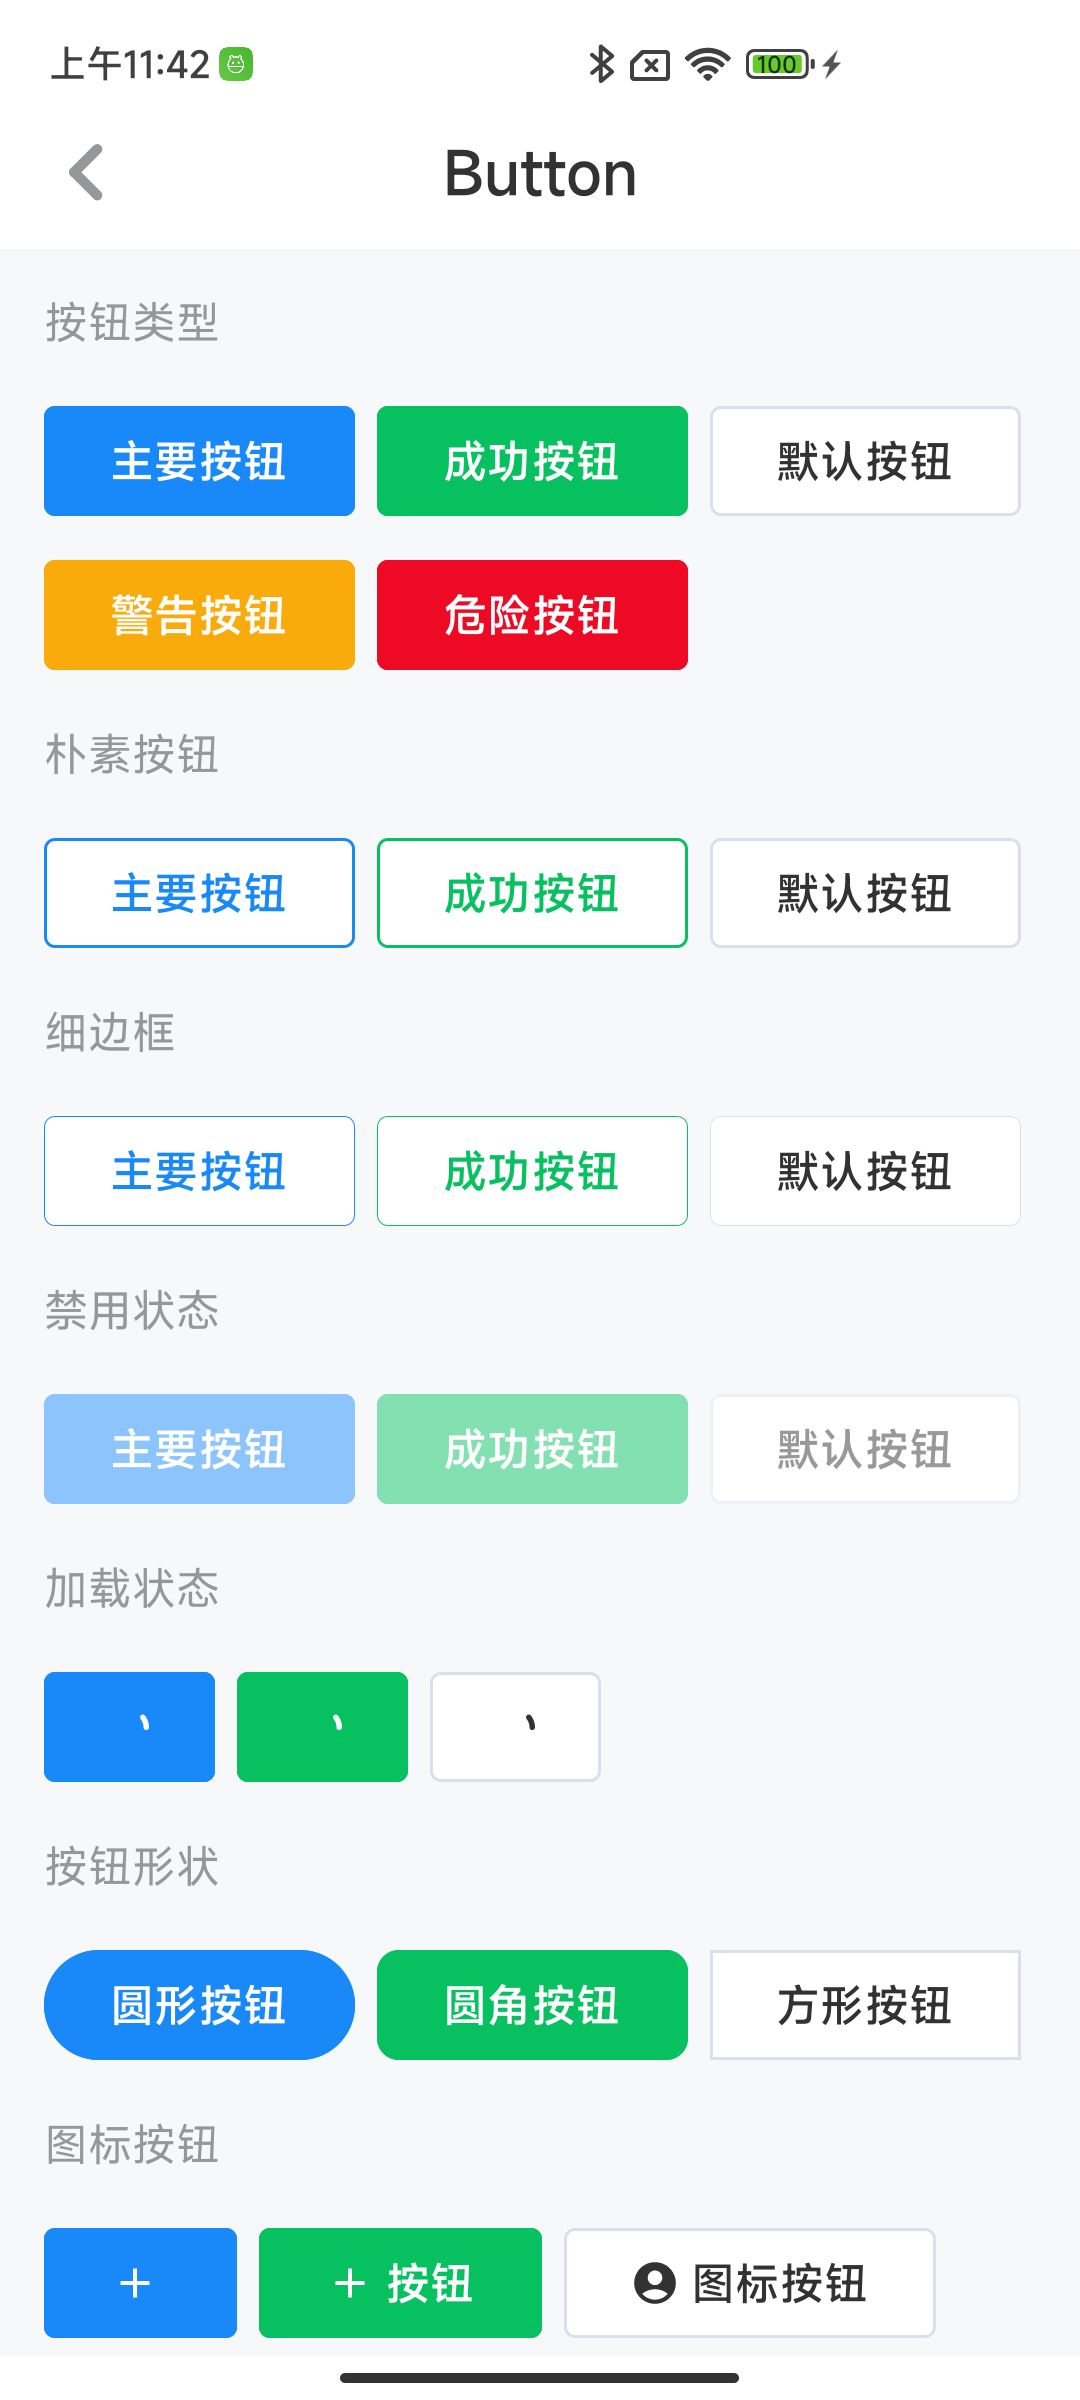 上午11:42
100
Button
按钮类型
主要按钮 成功按钮 默认按钮
警告按钮 危险按钮
朴素按钮
主要按钮 成功按钮 默认按钮
细边框
主要按钮 成功按钮 默认按钮
禁用状态
主要按钮 成功按钮 默认按钮
加载状态
按钮形状
圆形按钮 圆角按钮 方形按钮
图标按钮
按钮 图标按钮